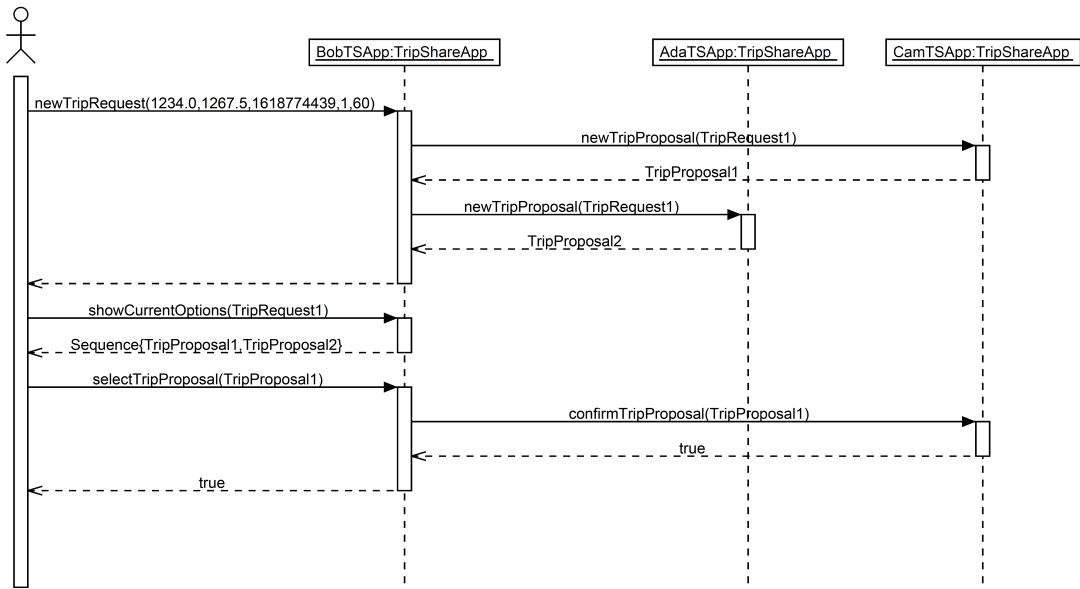 BobTSApp:TripShareApp
AdaTSApp:TripShareApp
CamTSApp:TripShareApp
newTripRequest(1234.0,1267.5,1618774439,1,60)
newTripProposal(TripRequest1)
TripProposal1
newTripProposal(TripRequest1)
TripProposal2
showCurrentOptions(TripRequest1)
Sequence{TripProposal1,TripProposal2}
selectTripProposal(TripProposal1)
confirmTripProposal(TripProposal1)
true
true